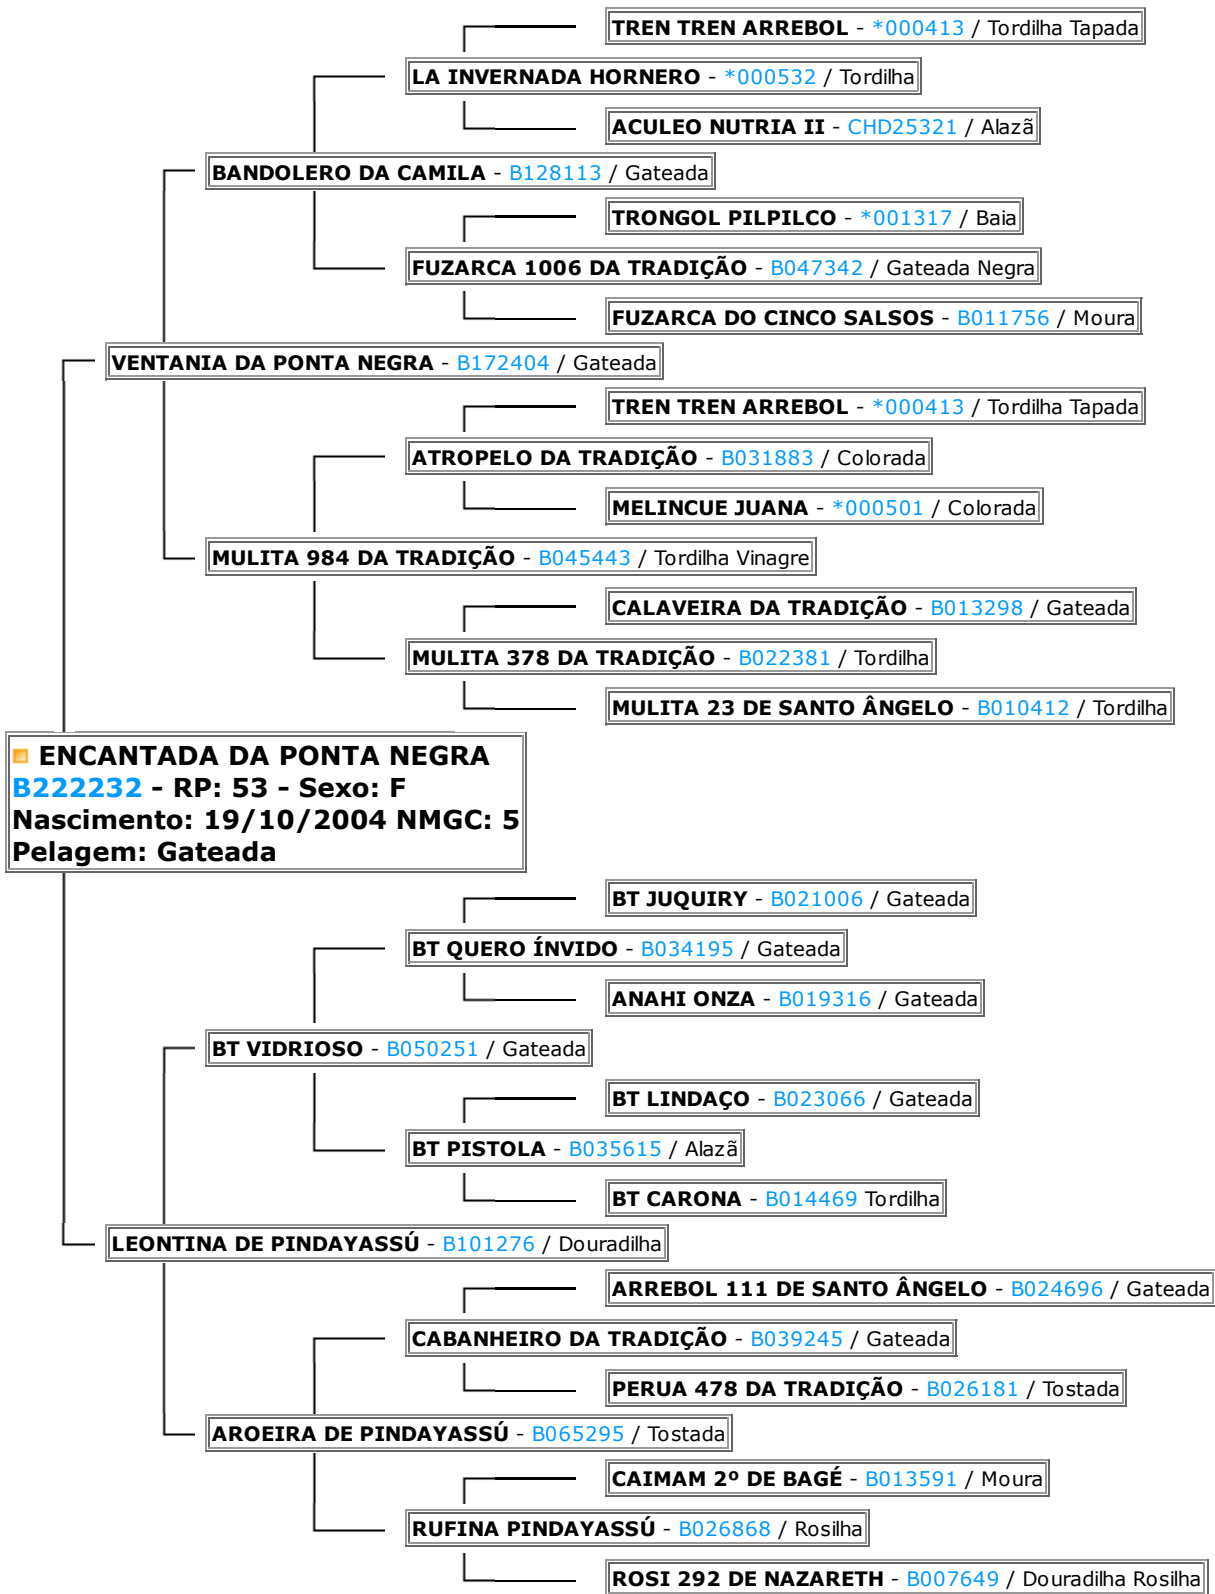 TREN TREN ARREBOL - *000413 / Tordilha Tapada
LA INVERNADA HORNERO - *000532 / Tordilha
ACULEO NUTRIA II - CHD25321 / Alazã
BANDOLERO DA CAMILA - B128113 / Gateada
TRONGOL PILPILCO - *001317 / Baia
FUZARCA 1006 DA TRADIÇÃO - B047342 / Gateada Negra
FUZARCA DO CINCO SALSOS - B011756 / Moura
VENTANIA DA PONTA NEGRA - B172404 / Gateada
TREN TREN ARREBOL - *000413 / Tordilha Tapada
ATROPELO DA TRADIÇÃO - B031883 / Colorada
MELINCUE JUANA - *000501 / Colorada
MULITA 984 DA TRADIÇÃO - B045443 / Tordilha Vinagre
CALAVEIRA DA TRADIÇÃO - B013298 / Gateada
MULITA 378 DA TRADIÇÃO - B022381 / Tordilha
MULITA 23 DE SANTO ÂNGELO - B010412 / Tordilha
ENCANTADA DA PONTA NEGRA
B222232 - RP: 53 - Sexo: F
Nascimento: 19/10/2004 NMGC: 5
Pelagem: Gateada
BT JUQUIRY - B021006 / Gateada
BT QUERO ÍNVIDO - B034195 / Gateada
ANAHI ONZA - B019316 / Gateada
BT VIDRIOSO - B050251 / Gateada
BT LINDAÇO - B023066 / Gateada
BT PISTOLA - B035615 / Alazã
BT CARONA - B014469 Tordilha
LEONTINA DE PINDAYASSÚ - B101276 / Douradilha
ARREBOL 111 DE SANTO ÂNGELO - B024696 / Gateada
CABANHEIRO DA TRADIÇÃO - B039245 / Gateada
PERUA 478 DA TRADIÇÃO - B026181 / Tostada
AROEIRA DE PINDAYASSÚ - B065295 / Tostada
CAIMAM 2º DE BAGÉ - B013591 / Moura
RUFINA PINDAYASSÚ - B026868 / Rosilha
ROSI 292 DE NAZARETH - B007649 / Douradilha Rosilha